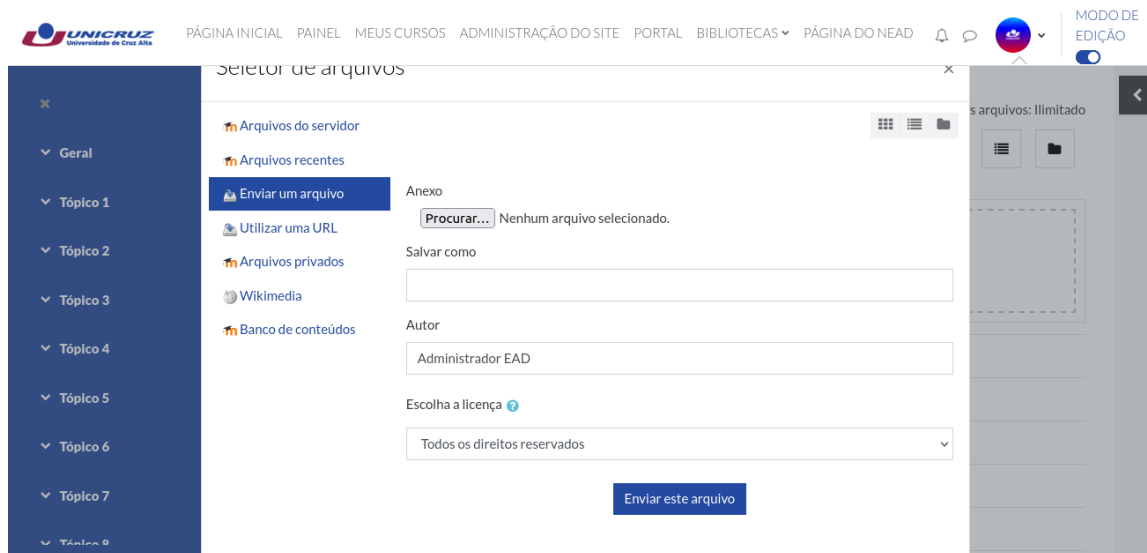 UNICRUZ
Universidade de Cruz Alta
PÁGINA INICIAL PAINEL MEUS CURSOS ADMINISTRAÇÃO DO SITE PORTAL BIBLIOTECAS PÁGINA DO NEAD
MODO DE
EDIÇÃO
Seletor de arquivos
×
Geral
Tópico 1
Tópico 2
Tópico 3
Tópico 4
Tópico 5
Tópico 6
Tópico 7
Tópico 8
Arquivos do servidor
Arquivos recentes
Enviar um arquivo
Utilizar uma URL
Arquivos privados
Wikimedia
Banco de conteúdos
Anexo
Procurar... Nenhum arquivo selecionado.
Salvar como
Autor
Administrador EAD
Escolha a licença
Todos os direitos reservados
Enviar este arquivo
s arquivos: Ilimitado